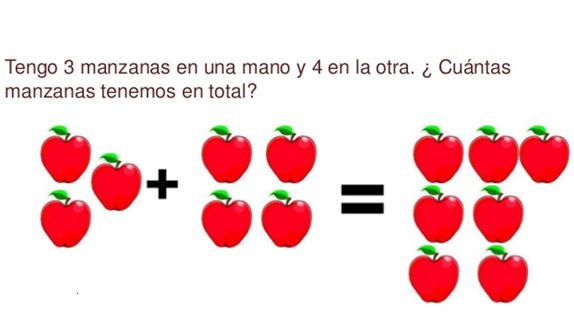 Tengo 3 manzanas en una mano y 4 en la otra. ¿ Cuántas
manzanas tenemos en total?
+ =